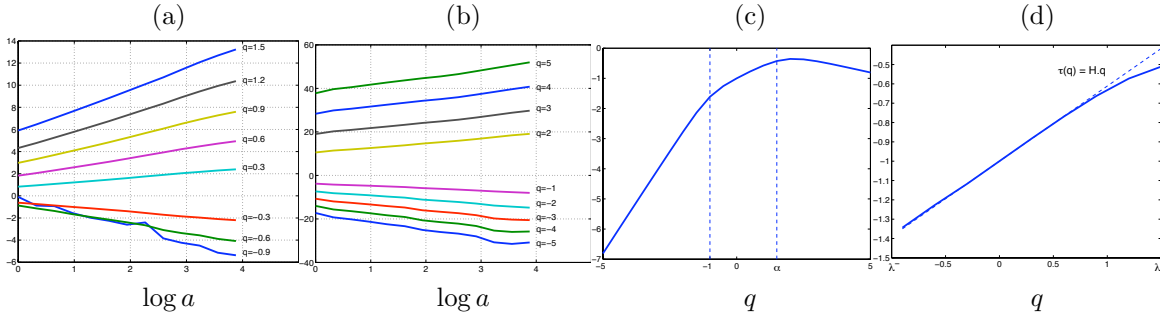 (a) (b) (c) (d)
14
12
10
8
6
4
2
0
−2
−4
−6
0 1 2 3 4 5
q=1.5
q=1.2
q=0.9
q=0.6
q=0.3
q=−0.3
q=−0.6
q=−0.9
log a
60
40
20
0
−20
−40
0 1 2 3 4 5
q=5
q=4
q=3
q=2
q=−1
q=−2
q=−3
q=−4
q=−5
log a
0
−1
−2
−3
−4
−5
−6
−7
−5 −1 0 α 5
q
−0.5
−0.6
−0.7
−0.8
−0.9
−1
−1.1
−1.2
−1.3
−1.4
−1.5
τ(q) = H.q
λ⁻ −0.5 0 0.5 1 λ
q